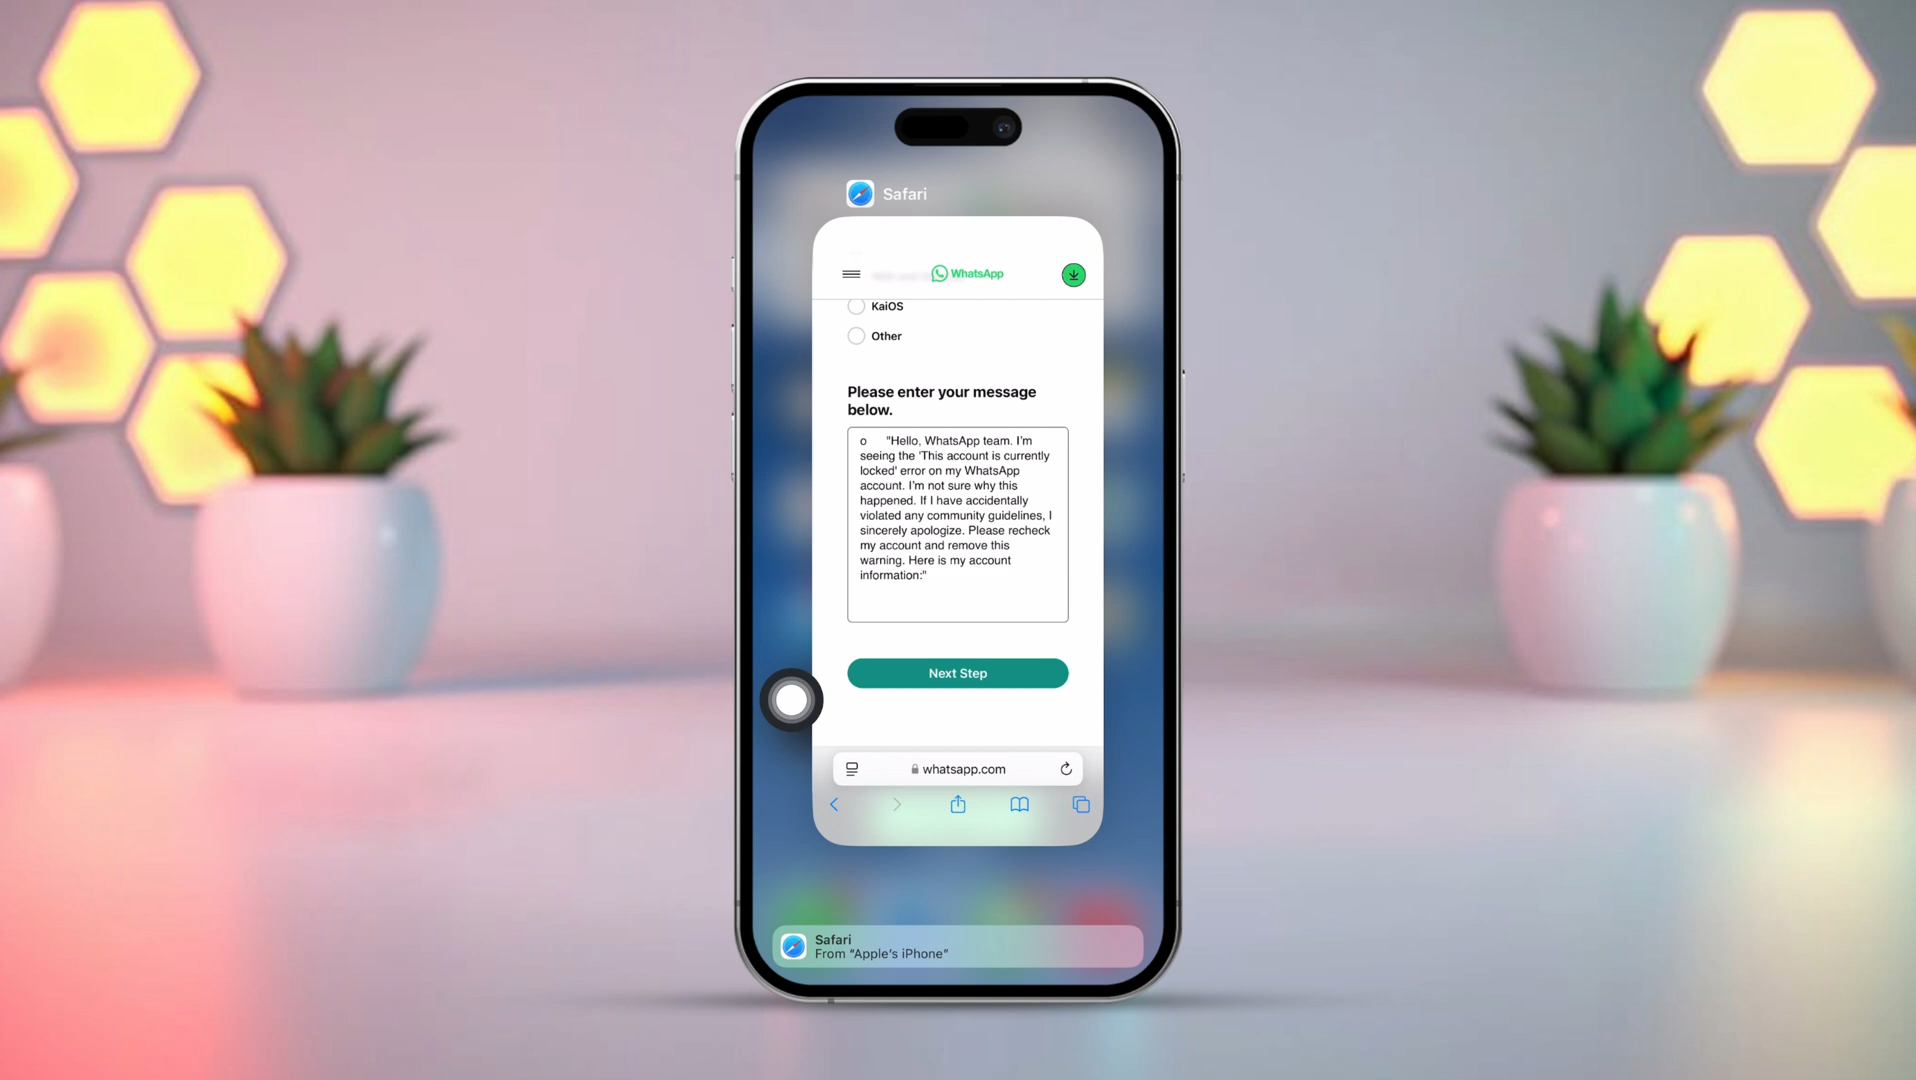 Safari
WhatsApp
KaiOS
Other
Please enter your message
below.
o "Hello, WhatsApp team. I'm
seeing the 'This account is currently
locked' error on my WhatsApp
account. I'm not sure why this
happened. If I have accidentally
violated any community guidelines, I
sincerely apologize. Please recheck
my account and remove this
warning. Here is my account
information:"
Next Step
whatsapp.com
Safari
From “Apple’s iPhone”